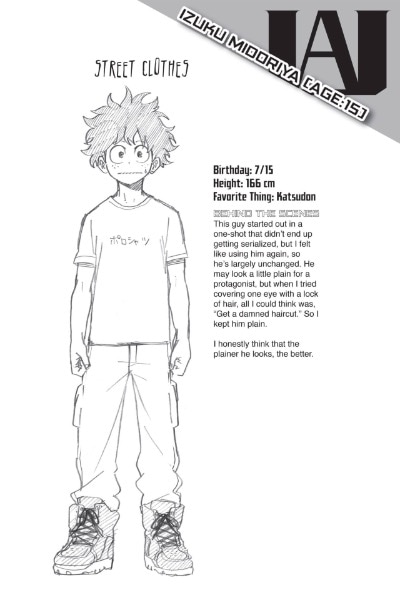 IZUKU MIDORIYA [AGE:15]
UA
STREET CLOTHES
ポロシャツ
Birthday: 7/15
Height: 166 cm
Favorite Thing: Katsudon
BEHIND THE SCENES
This guy started out in a
one-shot that didn't end up
getting serialized, but I felt
like using him again, so
he's largely unchanged. He
may look a little plain for a
protagonist, but when I tried
covering one eye with a lock
of hair, all I could think was,
“Get a damned haircut.” So I
kept him plain.
I honestly think that the
plainer he looks, the better.